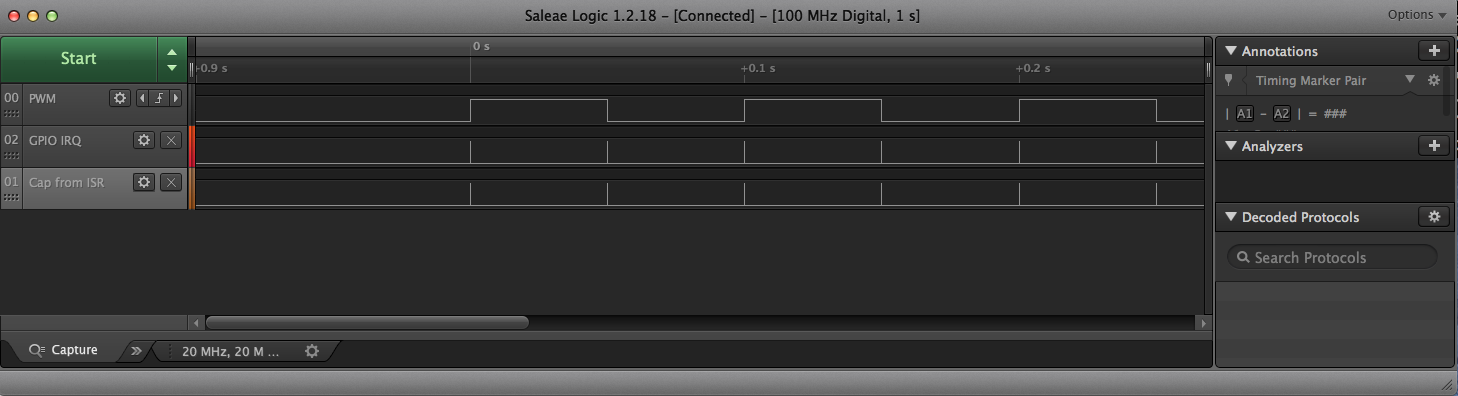 Saleae Logic 1.2.18 – [Connected] – [100 MHz Digital, 1 s]
Options
Start
0 s
+0.9 s
+0.1 s
+0.2 s
00 PWM
02 GPIO IRQ
01 Cap from ISR
Annotations
Timing Marker Pair
| A1 – A2 | = ###
Analyzers
Decoded Protocols
Search Protocols
Capture
20 MHz, 20 M ...